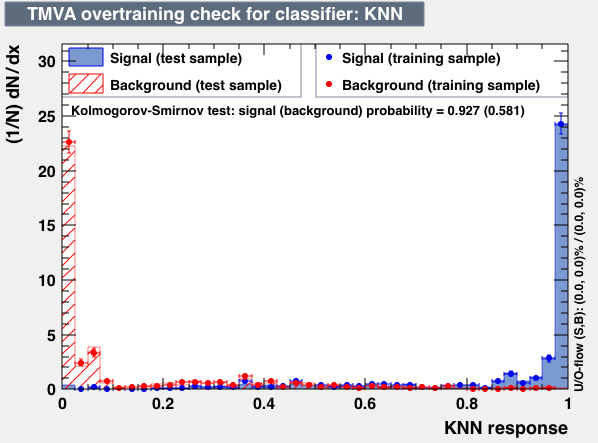 TMVA overtraining check for classifier: KNN
(1/N) dN / dx
Signal (test sample)
Background (test sample)
Signal (training sample)
Background (training sample)
Kolmogorov-Smirnov test: signal (background) probability = 0.927 (0.581)
30
25
20
15
10
5
0
0 0.2 0.4 0.6 0.8 1
KNN response
U/O-flow (S,B): (0.0, 0.0)% / (0.0, 0.0)%